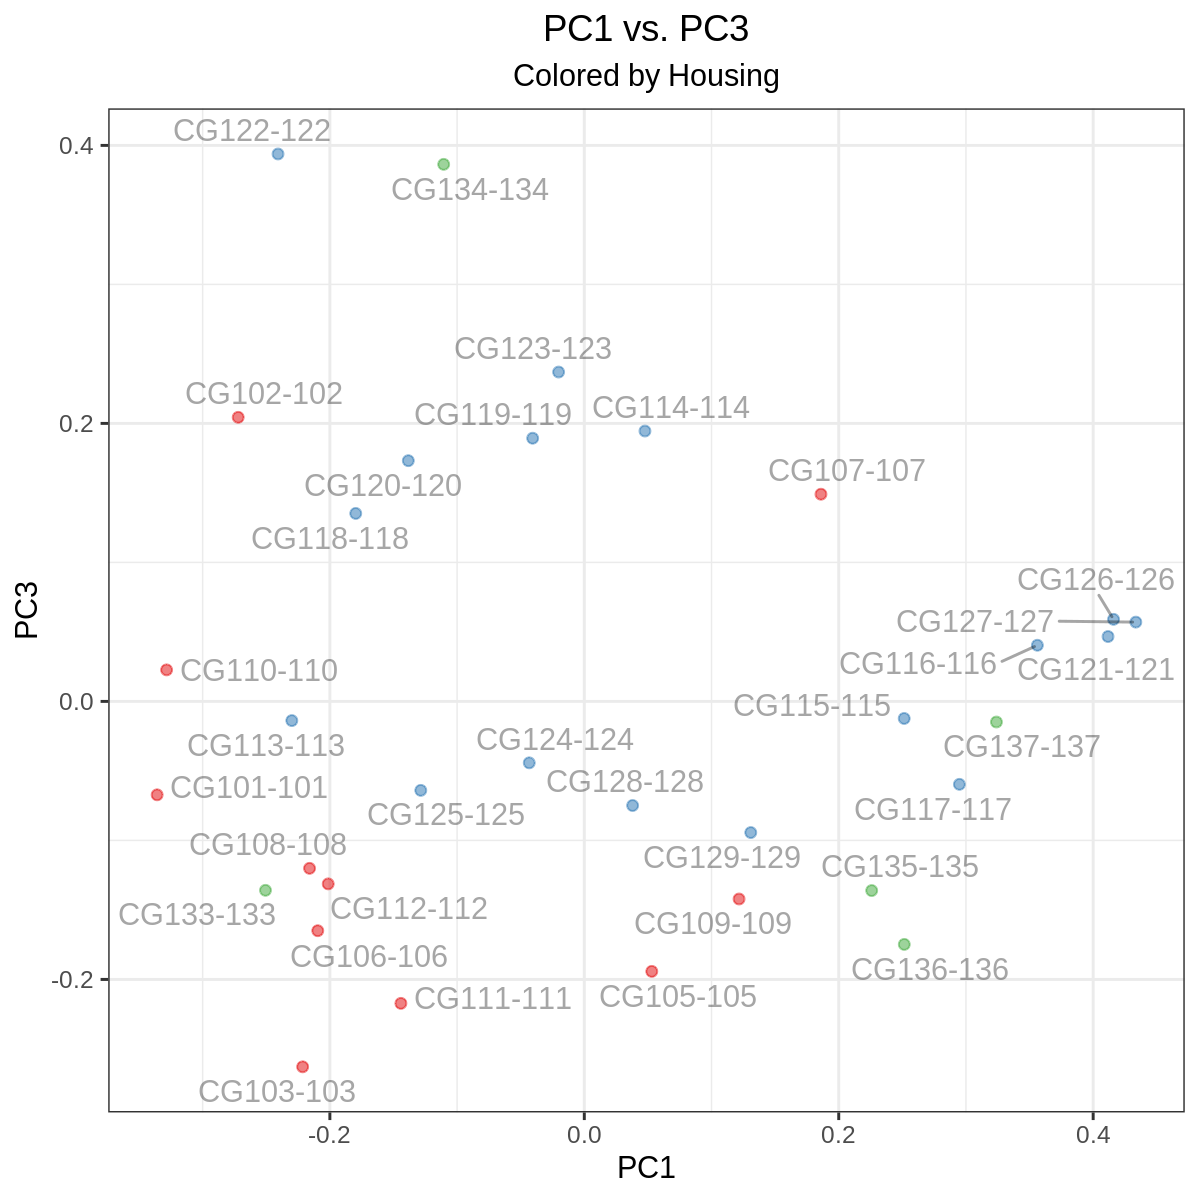 PC1 vs. PC3
Colored by Housing
CG122-122
0.4
CG134-134
CG123-123
CG102-102
CG119-119
CG114-114
0.2
CG107-107
CG120-120
CG118-118
CG126-126
PC3
CG127-127
CG116-116
CG110-110
CG121-121
0.0
CG115-115
CG124-124
CG113-113
CG137-137
CG128-128
CG101-101
CG117-117
CG125-125
CG108-108
CG129-129
CG135-135
CG112-112
CG133-133
CG109-109
CG106-106
CG136-136
-0.2
CG111-111
CG105-105
CG103-103
-0.2
0.0
0.2
0.4
PC1